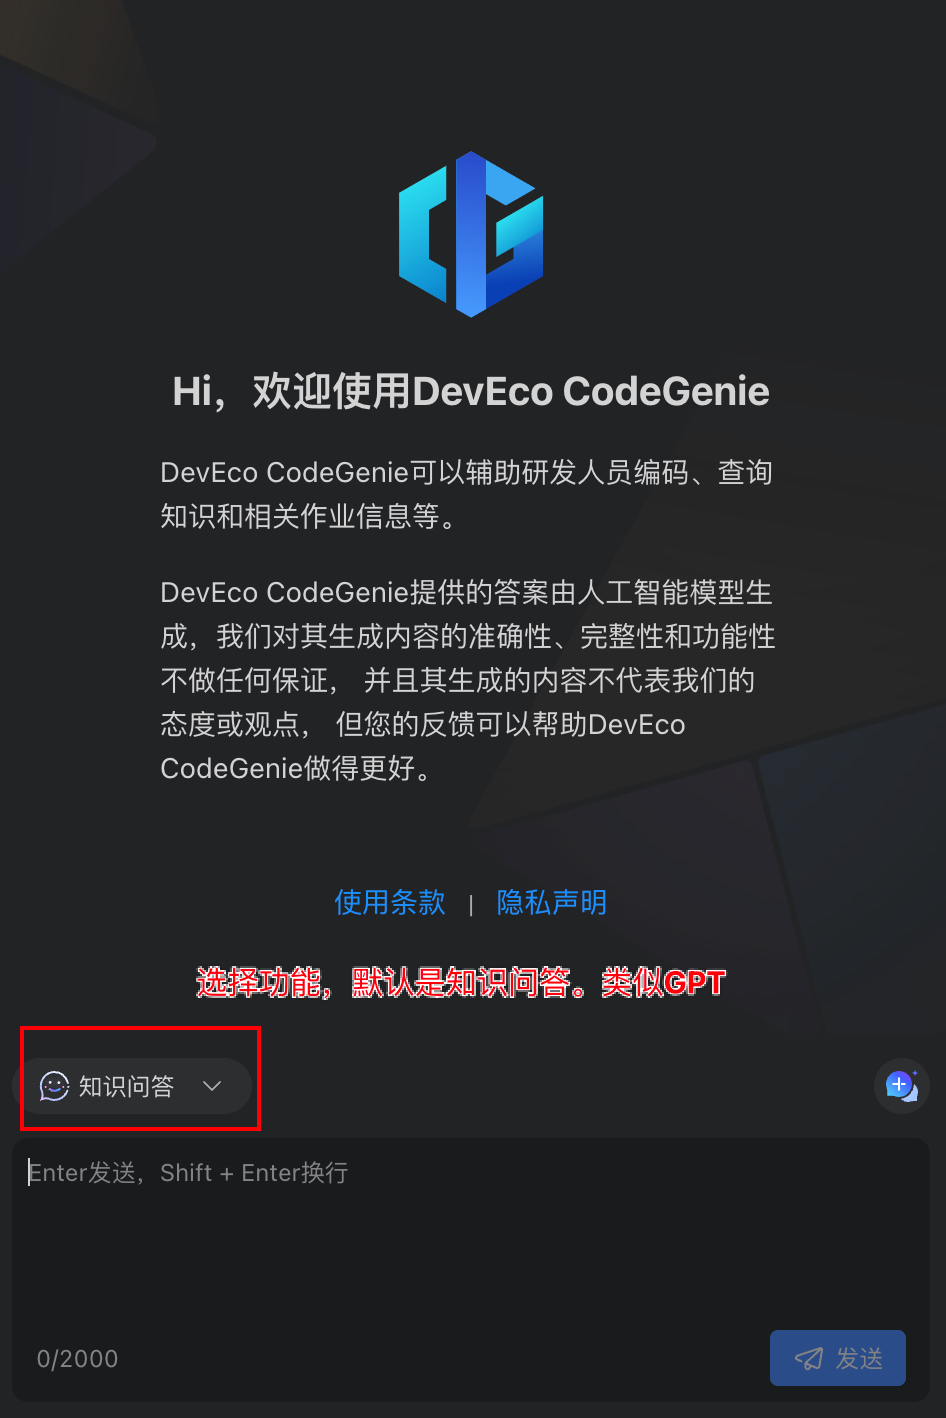 Hi，欢迎使用DevEco CodeGenie
DevEco CodeGenie可以辅助研发人员编码、查询
知识和相关作业信息等。
DevEco CodeGenie提供的答案由人工智能模型生
成，我们对其生成内容的准确性、完整性和功能性
不做任何保证， 并且其生成的内容不代表我们的
态度或观点， 但您的反馈可以帮助DevEco
CodeGenie做得更好。
使用条款 | 隐私声明
选择功能，默认是知识问答。类似GPT
知识问答
Enter发送，Shift + Enter换行
0/2000
发送